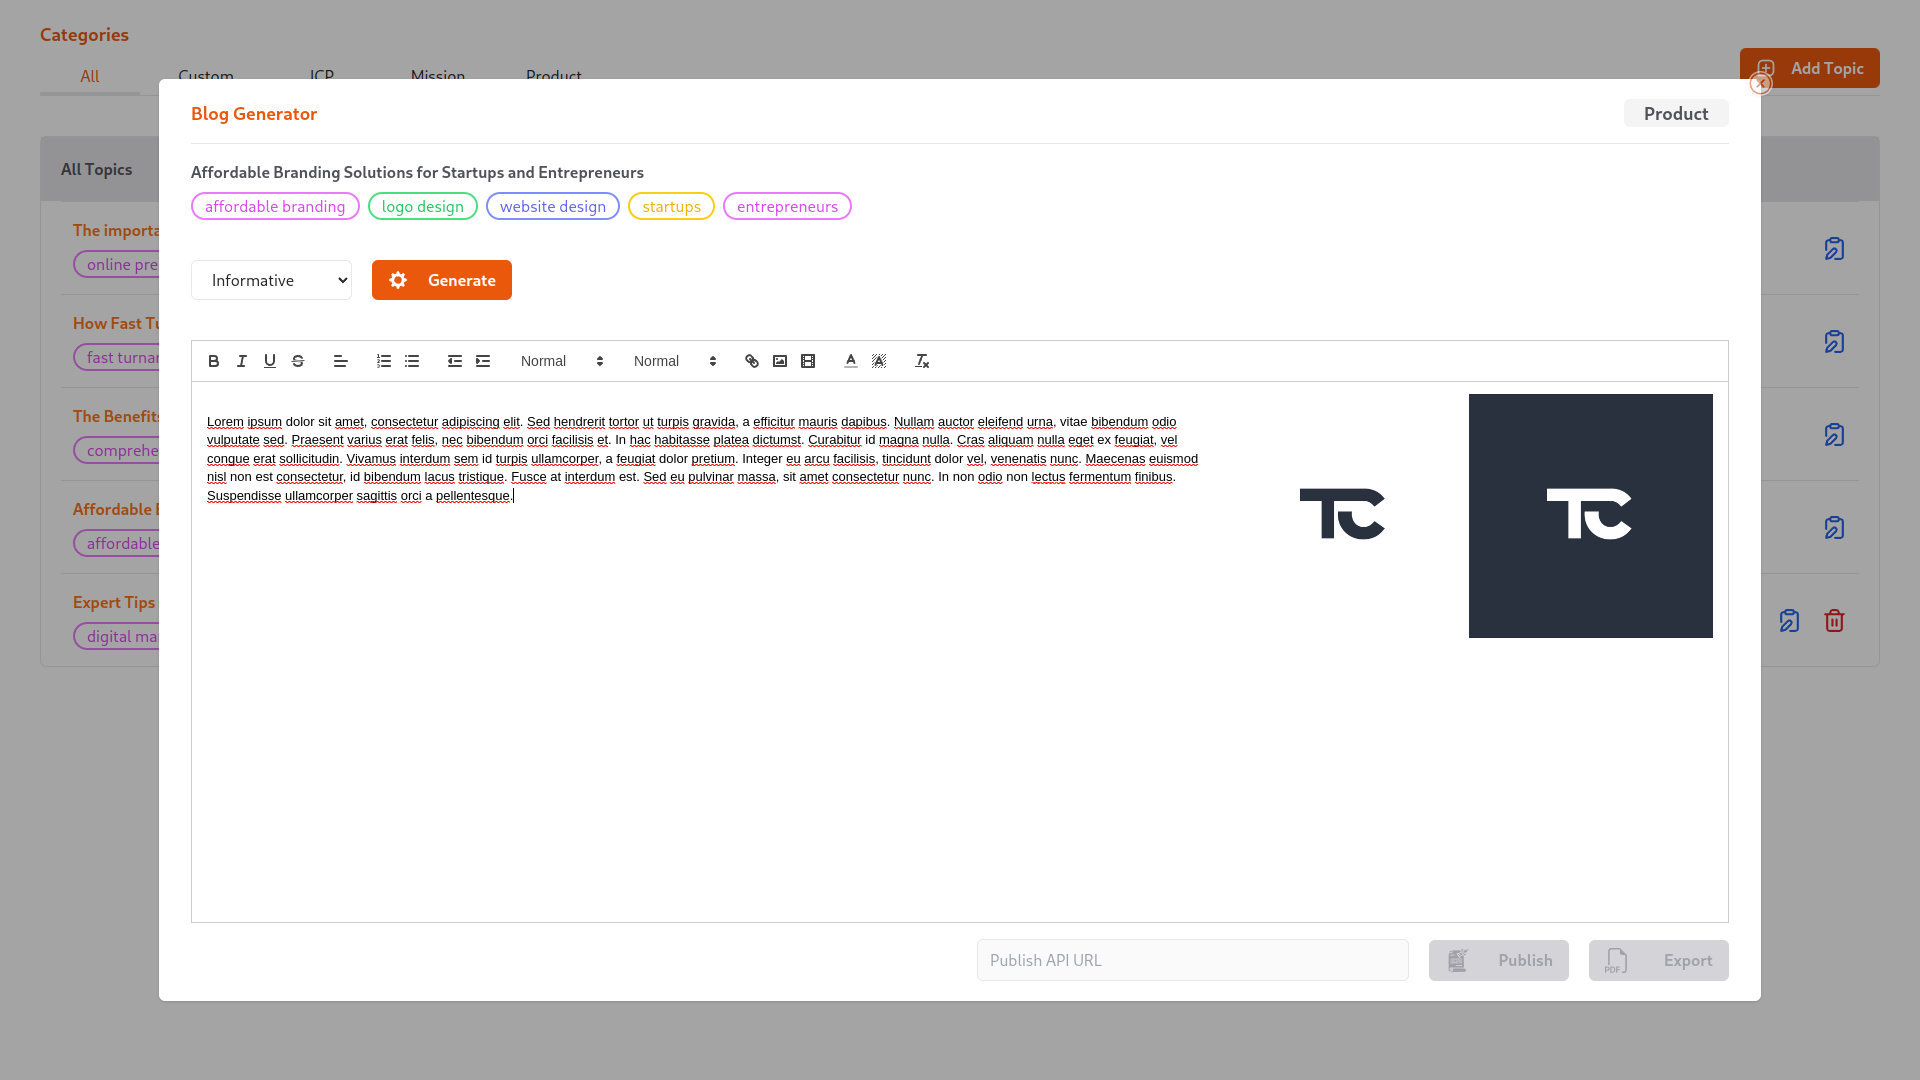 Categories
All
Custom
ICP
Mission
Product
Add Topic
Blog Generator
Product
Affordable Branding Solutions for Startups and Entrepreneurs
affordable branding
logo design
website design
startups
entrepreneurs
Informative
Generate
Normal
Normal
Lorem ipsum dolor sit amet, consectetur adipiscing elit. Sed hendrerit tortor ut turpis gravida, a efficitur mauris dapibus. Nullam auctor eleifend urna, vitae bibendum odio
vulputate sed. Praesent varius erat felis, nec bibendum orci facilisis et. In hac habitasse platea dictumst. Curabitur id magna nulla. Cras aliquam nulla eget ex feugiat, vel
congue erat sollicitudin. Vivamus interdum sem id turpis ullamcorper, a feugiat dolor pretium. Integer eu arcu facilisis, tincidunt dolor vel, venenatis nunc. Maecenas euismod
nisl non est consectetur, id bibendum lacus tristique. Fusce at interdum est. Sed eu pulvinar massa, sit amet consectetur nunc. In non odio non lectus fermentum finibus.
Suspendisse ullamcorper sagittis orci a pellentesque.
TC
TC
Publish API URL
Publish
PDF
Export
All Topics
The importa
online pre
How Fast Tu
fast turnar
The Benefits
comprehe
Affordable
affordable
Expert Tips
digital ma